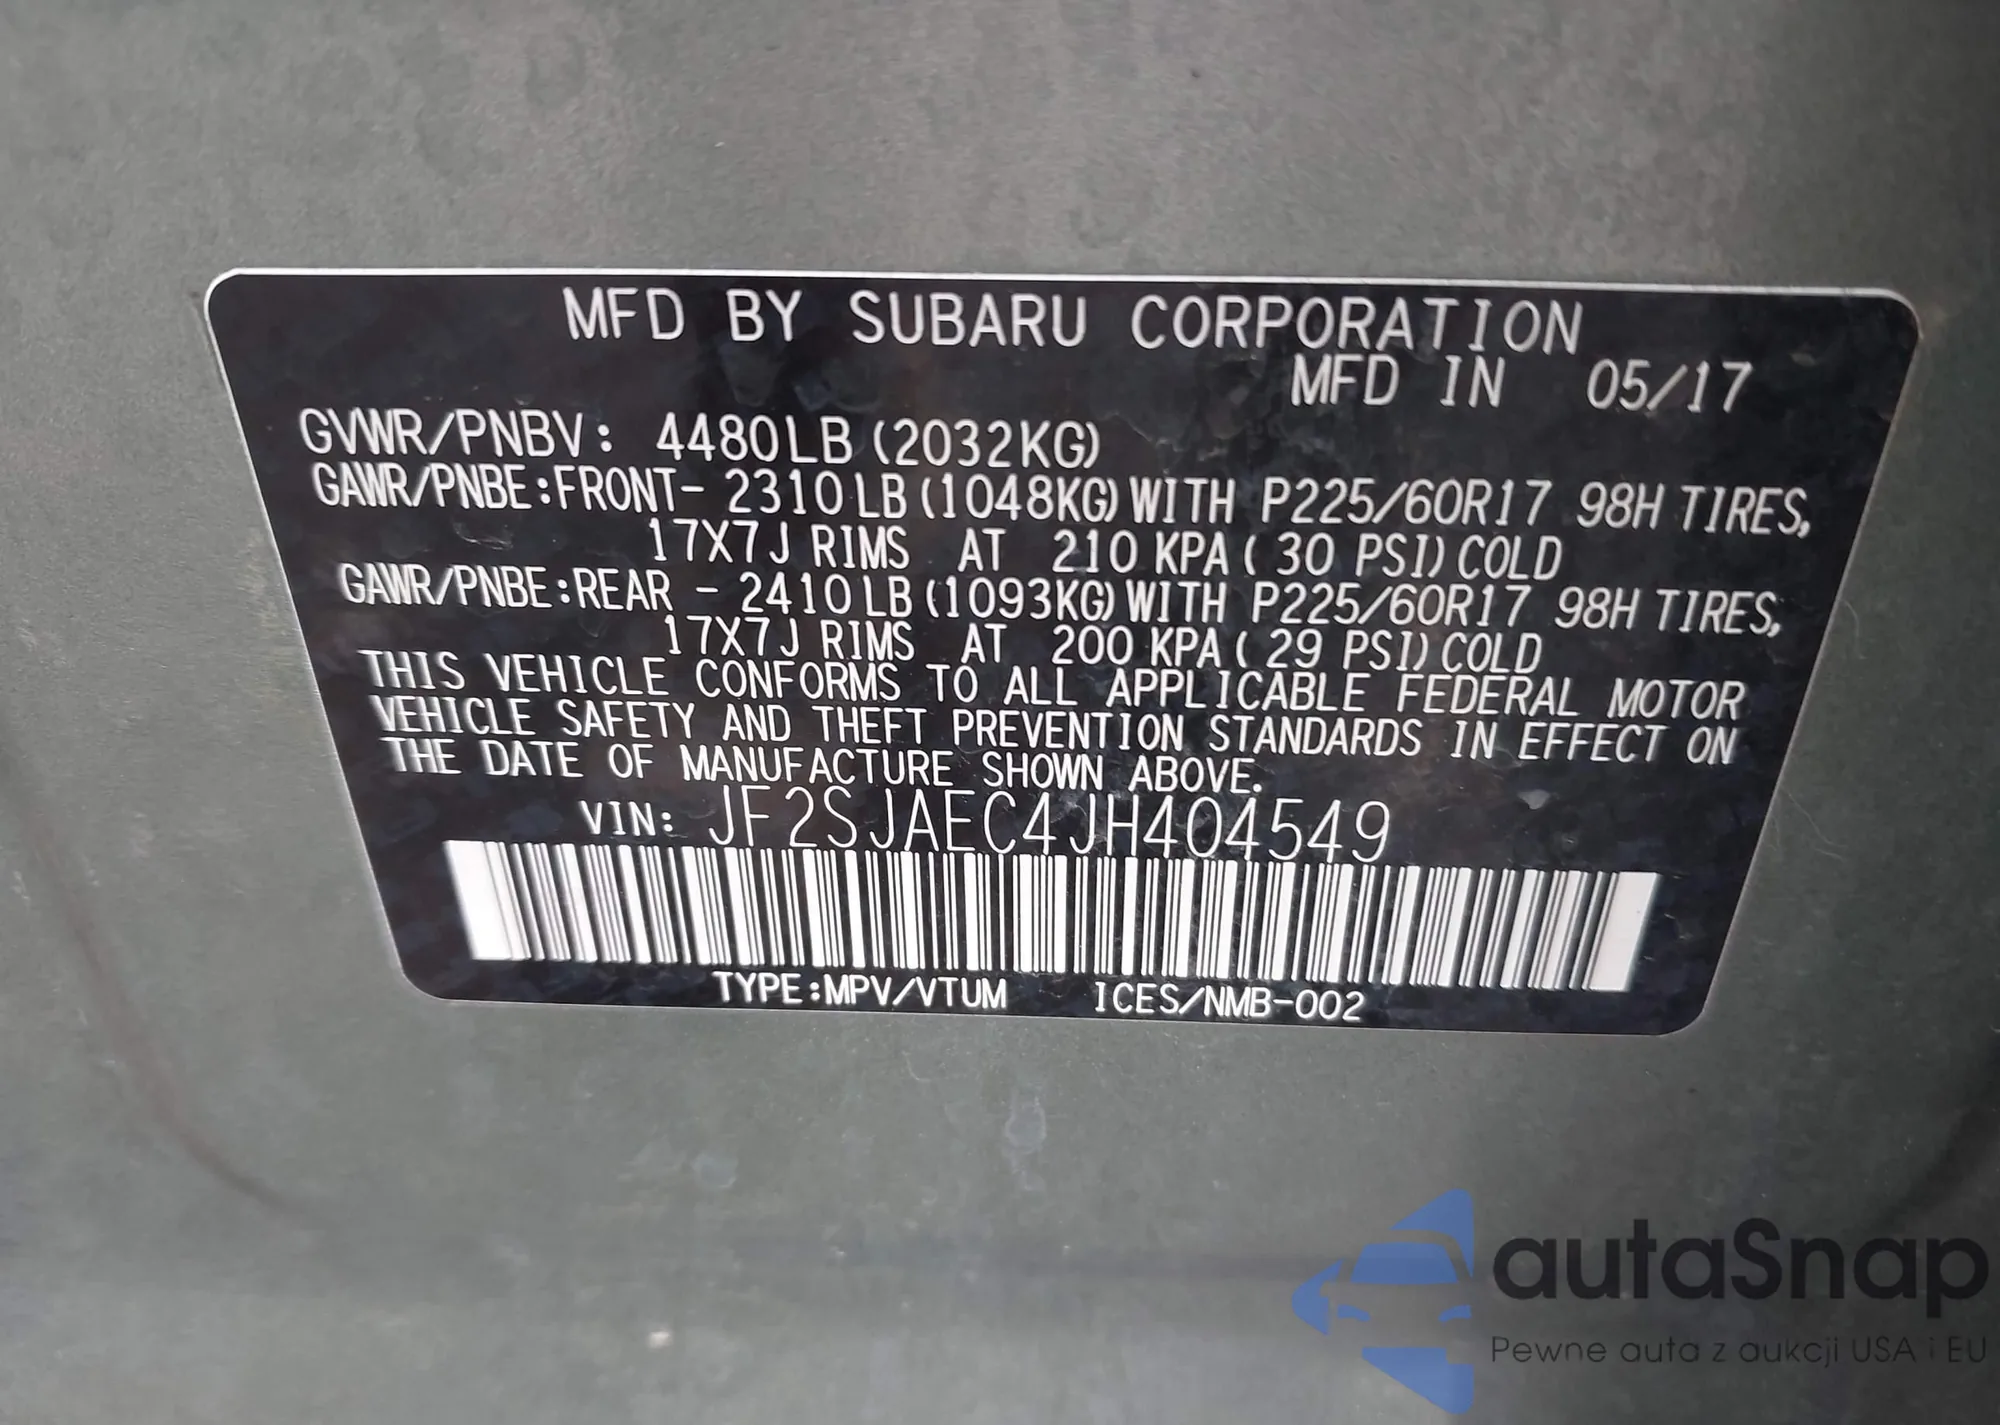 MFD BY SUBARU CORPORATION
MFD IN 05/17
GVWR/PNBV: 4480LB (2032KG)
GAWR/PNBE:FRONT- 2310LB (1048KG) WITH P225/60R17 98H TIRES,
17X7J RIMS AT 210 KPA ( 30 PSI) COLD
GAWR/PNBE:REAR - 2410LB (1093KG) WITH P225/60R17 98H TIRES,
17X7J RIMS AT 200 KPA ( 29 PSI) COLD
THIS VEHICLE CONFORMS TO ALL APPLICABLE FEDERAL MOTOR
VEHICLE SAFETY AND THEFT PREVENTION STANDARDS IN EFFECT ON
THE DATE OF MANUFACTURE SHOWN ABOVE.
VIN: JF2SJAEC4JH404549
TYPE:MPV/VTUM ICES/NMB-002
autaSnap
Pewne auta z aukcji USA i EU